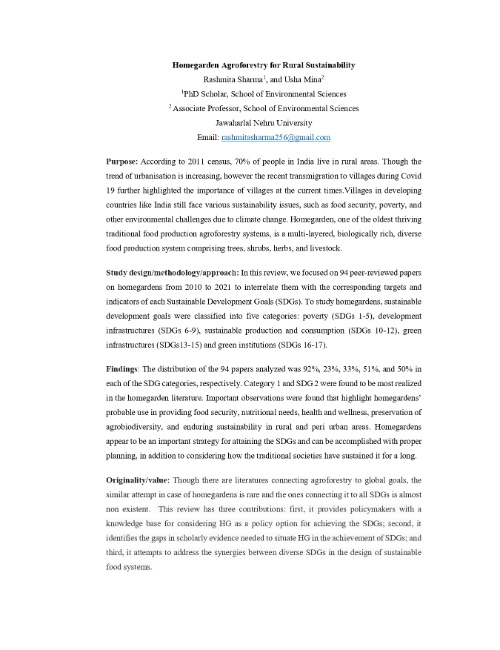 Homegarden Agroforestry for Rural Sustainability
Rashmita Sharma1, and Usha Mina2
1PhD Scholar, School of Environmental Sciences
2 Associate Professor, School of Environmental Sciences
Jawaharlal Nehru University
Email: rashmitasharma256@gmail.com
Purpose: According to 2011 census, 70% of people in India live in rural areas. Though the
trend of urbanisation is increasing, however the recent transmigration to villages during Covid
19 further highlighted the importance of villages at the current times.Villages in developing
countries like India still face various sustainability issues, such as food security, poverty, and
other environmental challenges due to climate change. Homegarden, one of the oldest thriving
traditional food production agroforestry systems, is a multi-layered, biologically rich, diverse
food production system comprising trees, shrubs, herbs, and livestock.
Study design/methodology/approach: In this review, we focused on 94 peer-reviewed papers
on homegardens from 2010 to 2021 to interrelate them with the corresponding targets and
indicators of each Sustainable Development Goals (SDGs). To study homegardens, sustainable
development goals were classified into five categories: poverty (SDGs 1-5), development
infrastructures (SDGs 6-9), sustainable production and consumption (SDGs 10-12), green
infrastructures (SDGs13-15) and green institutions (SDGs 16-17).
Findings: The distribution of the 94 papers analyzed was 92%, 23%, 33%, 51%, and 50% in
each of the SDG categories, respectively. Category 1 and SDG 2 were found to be most realized
in the homegarden literature. Important observations were found that highlight homegardens'
probable use in providing food security, nutritional needs, health and wellness, preservation of
agrobiodiversity, and enduring sustainability in rural and peri urban areas. Homegardens
appear to be an important strategy for attaining the SDGs and can be accomplished with proper
planning, in addition to considering how the traditional societies have sustained it for a long.
Originality/value: Though there are literatures connecting agroforestry to global goals, the
similar attempt in case of homegardens is rare and the ones connecting it to all SDGs is almost
non existent. This review has three contributions: first, it provides policymakers with a
knowledge base for considering HG as a policy option for achieving the SDGs; second, it
identifies the gaps in scholarly evidence needed to situate HG in the achievement of SDGs; and
third, it attempts to address the synergies between diverse SDGs in the design of sustainable
food systems.